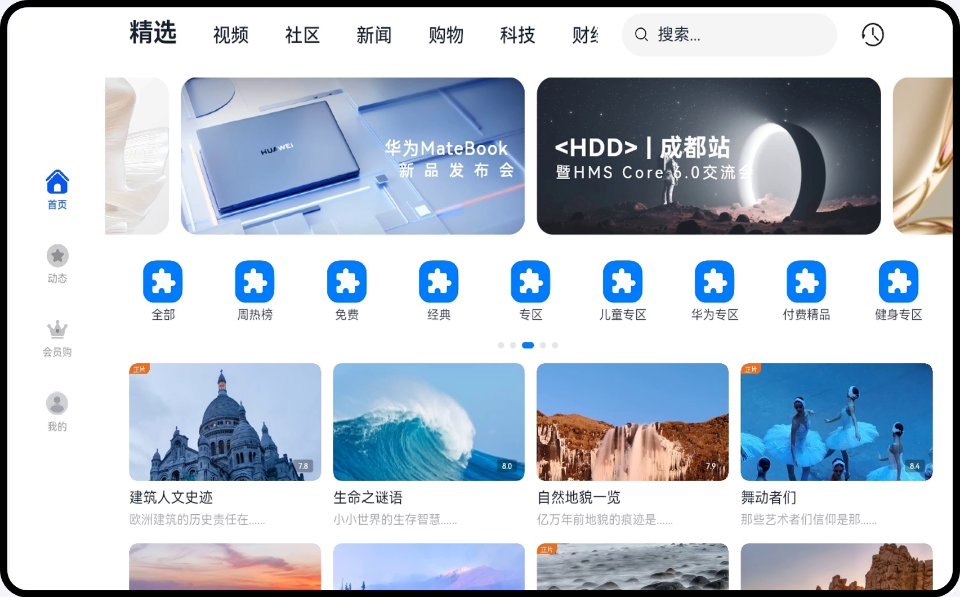 精选 视频 社区 新闻 购物 科技 搜索...
HUAWEI
华为MateBook
新品发布会
<HDD> | 成都站
暨HMS Core 6.0交流会
首页
动态
会员购
我的
全部 周热榜 免费 经典 专区 儿童专区 华为专区 付费精品 健身专区
正片 7.8
8.0
7.9
正片 8.4
建筑人文史迹 生命之谜语 自然地貌一览 舞动者们
欧洲建筑的历史责任在...... 小小世界的生存智慧...... 亿万年前地貌的痕迹是...... 那些艺术者们信仰是那......
正片